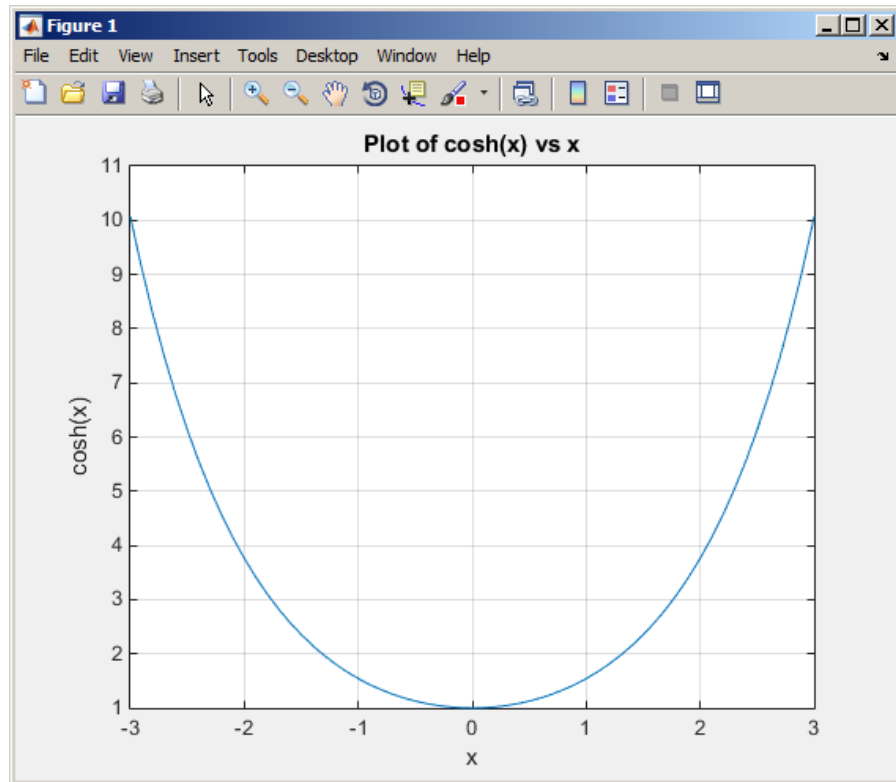 Figure 1
File Edit View Insert Tools Desktop Window Help
Plot of cosh(x) vs x
11
10
9
8
7
6
5
4
3
2
1
cosh(x)
-3 -2 -1 0 1 2 3
x